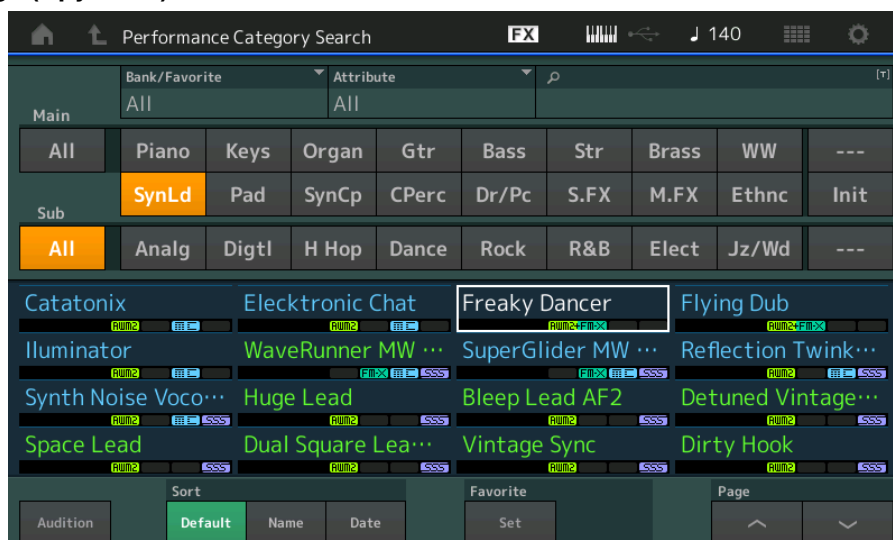 Performance Category Search FX ♩ 140
Bank/Favorite Attribute [T]
All All
Main
All Piano Keys Organ Gtr Bass Str Brass WW ---
SynLd Pad SynCp CPerc Dr/Pc S.FX M.FX Ethnc Init
Sub
All Analg Digtl H Hop Dance Rock R&B Elect Jz/Wd ---
Catatonix Elecktronic Chat Freaky Dancer Flying Dub
AWM2 AWM2 AWM2+FM-X AWM2+FM-X
Iluminator WaveRunner MW ⋯ SuperGlider MW ⋯ Reflection Twink⋯
AWM2 FM-X SSS FM-X SSS AWM2 SSS
Synth Noise Voco⋯ Huge Lead Bleep Lead AF2 Detuned Vintage⋯
AWM2 SSS AWM2 SSS AWM2 SSS AWM2 SSS
Space Lead Dual Square Lea⋯ Vintage Sync Dirty Hook
AWM2 SSS AWM2 SSS AWM2 SSS AWM2 SSS
Sort Favorite Page
Audition Default Name Date Set